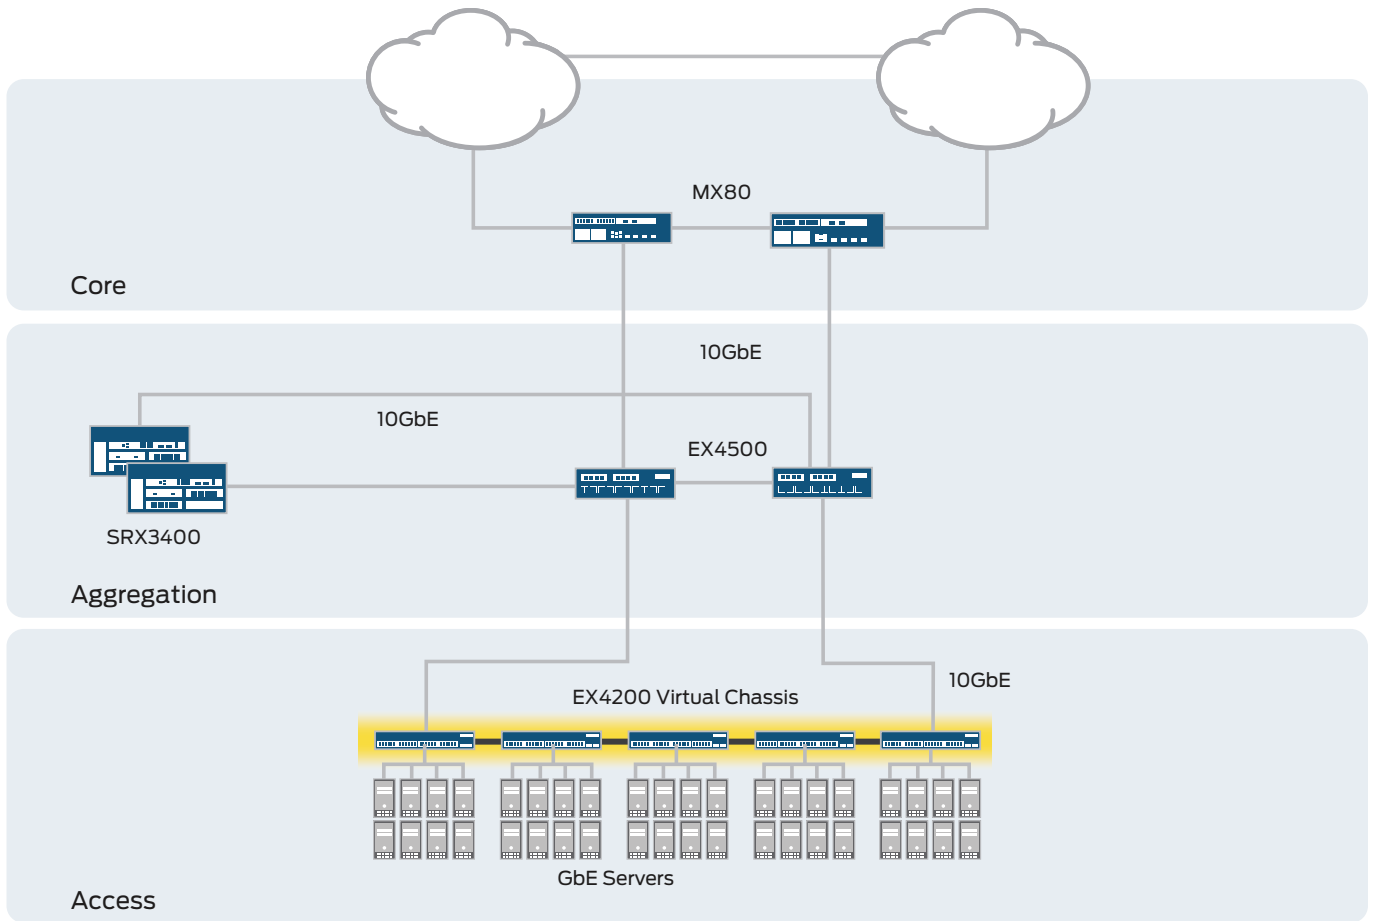 MX80
Core
10GbE
10GbE
EX4500
SRX3400
Aggregation
10GbE
EX4200 Virtual Chassis
GbE Servers
Access